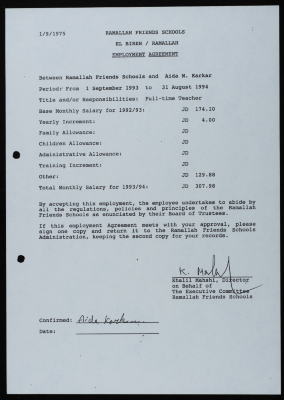 1/9/1975
RAMALLAH FRIENDS SCHOOLS
EL BIREH / RAMALLAH
EMPLOYMENT AGREEMENT
Between Ramallah Friends Schools and Aida M. Karkar
Period: From 1 September 1993 to 31 August 1994
Title and/or Responsibilities: Full-time Teacher
Base Monthly Salary for 1992/93: JD 174.10
Yearly Increment: JD 4.00
Family Allowance: JD
Children Allowance: JD
Administrative Allowance: JD
Training Increment: JD
Other: JD 129.88
Total Monthly Salary for 1993/94: JD 307.98
By accepting this employment, the employee undertakes to abide by
all the regulations, policies and principles of the Ramallah
Friends Schools as enunciated by their Board of Trustees.
If this employment Agreement meets with your approval, please
sign one copy and return it to the Ramallah Friends Schools
Administration, keeping the second copy for your records.
K. Mahshi
Khalil Mahshi, Director
on Behalf of
The Executive Committee
Ramallah Friends Schools
Confirmed: Aida Karkar
Date: